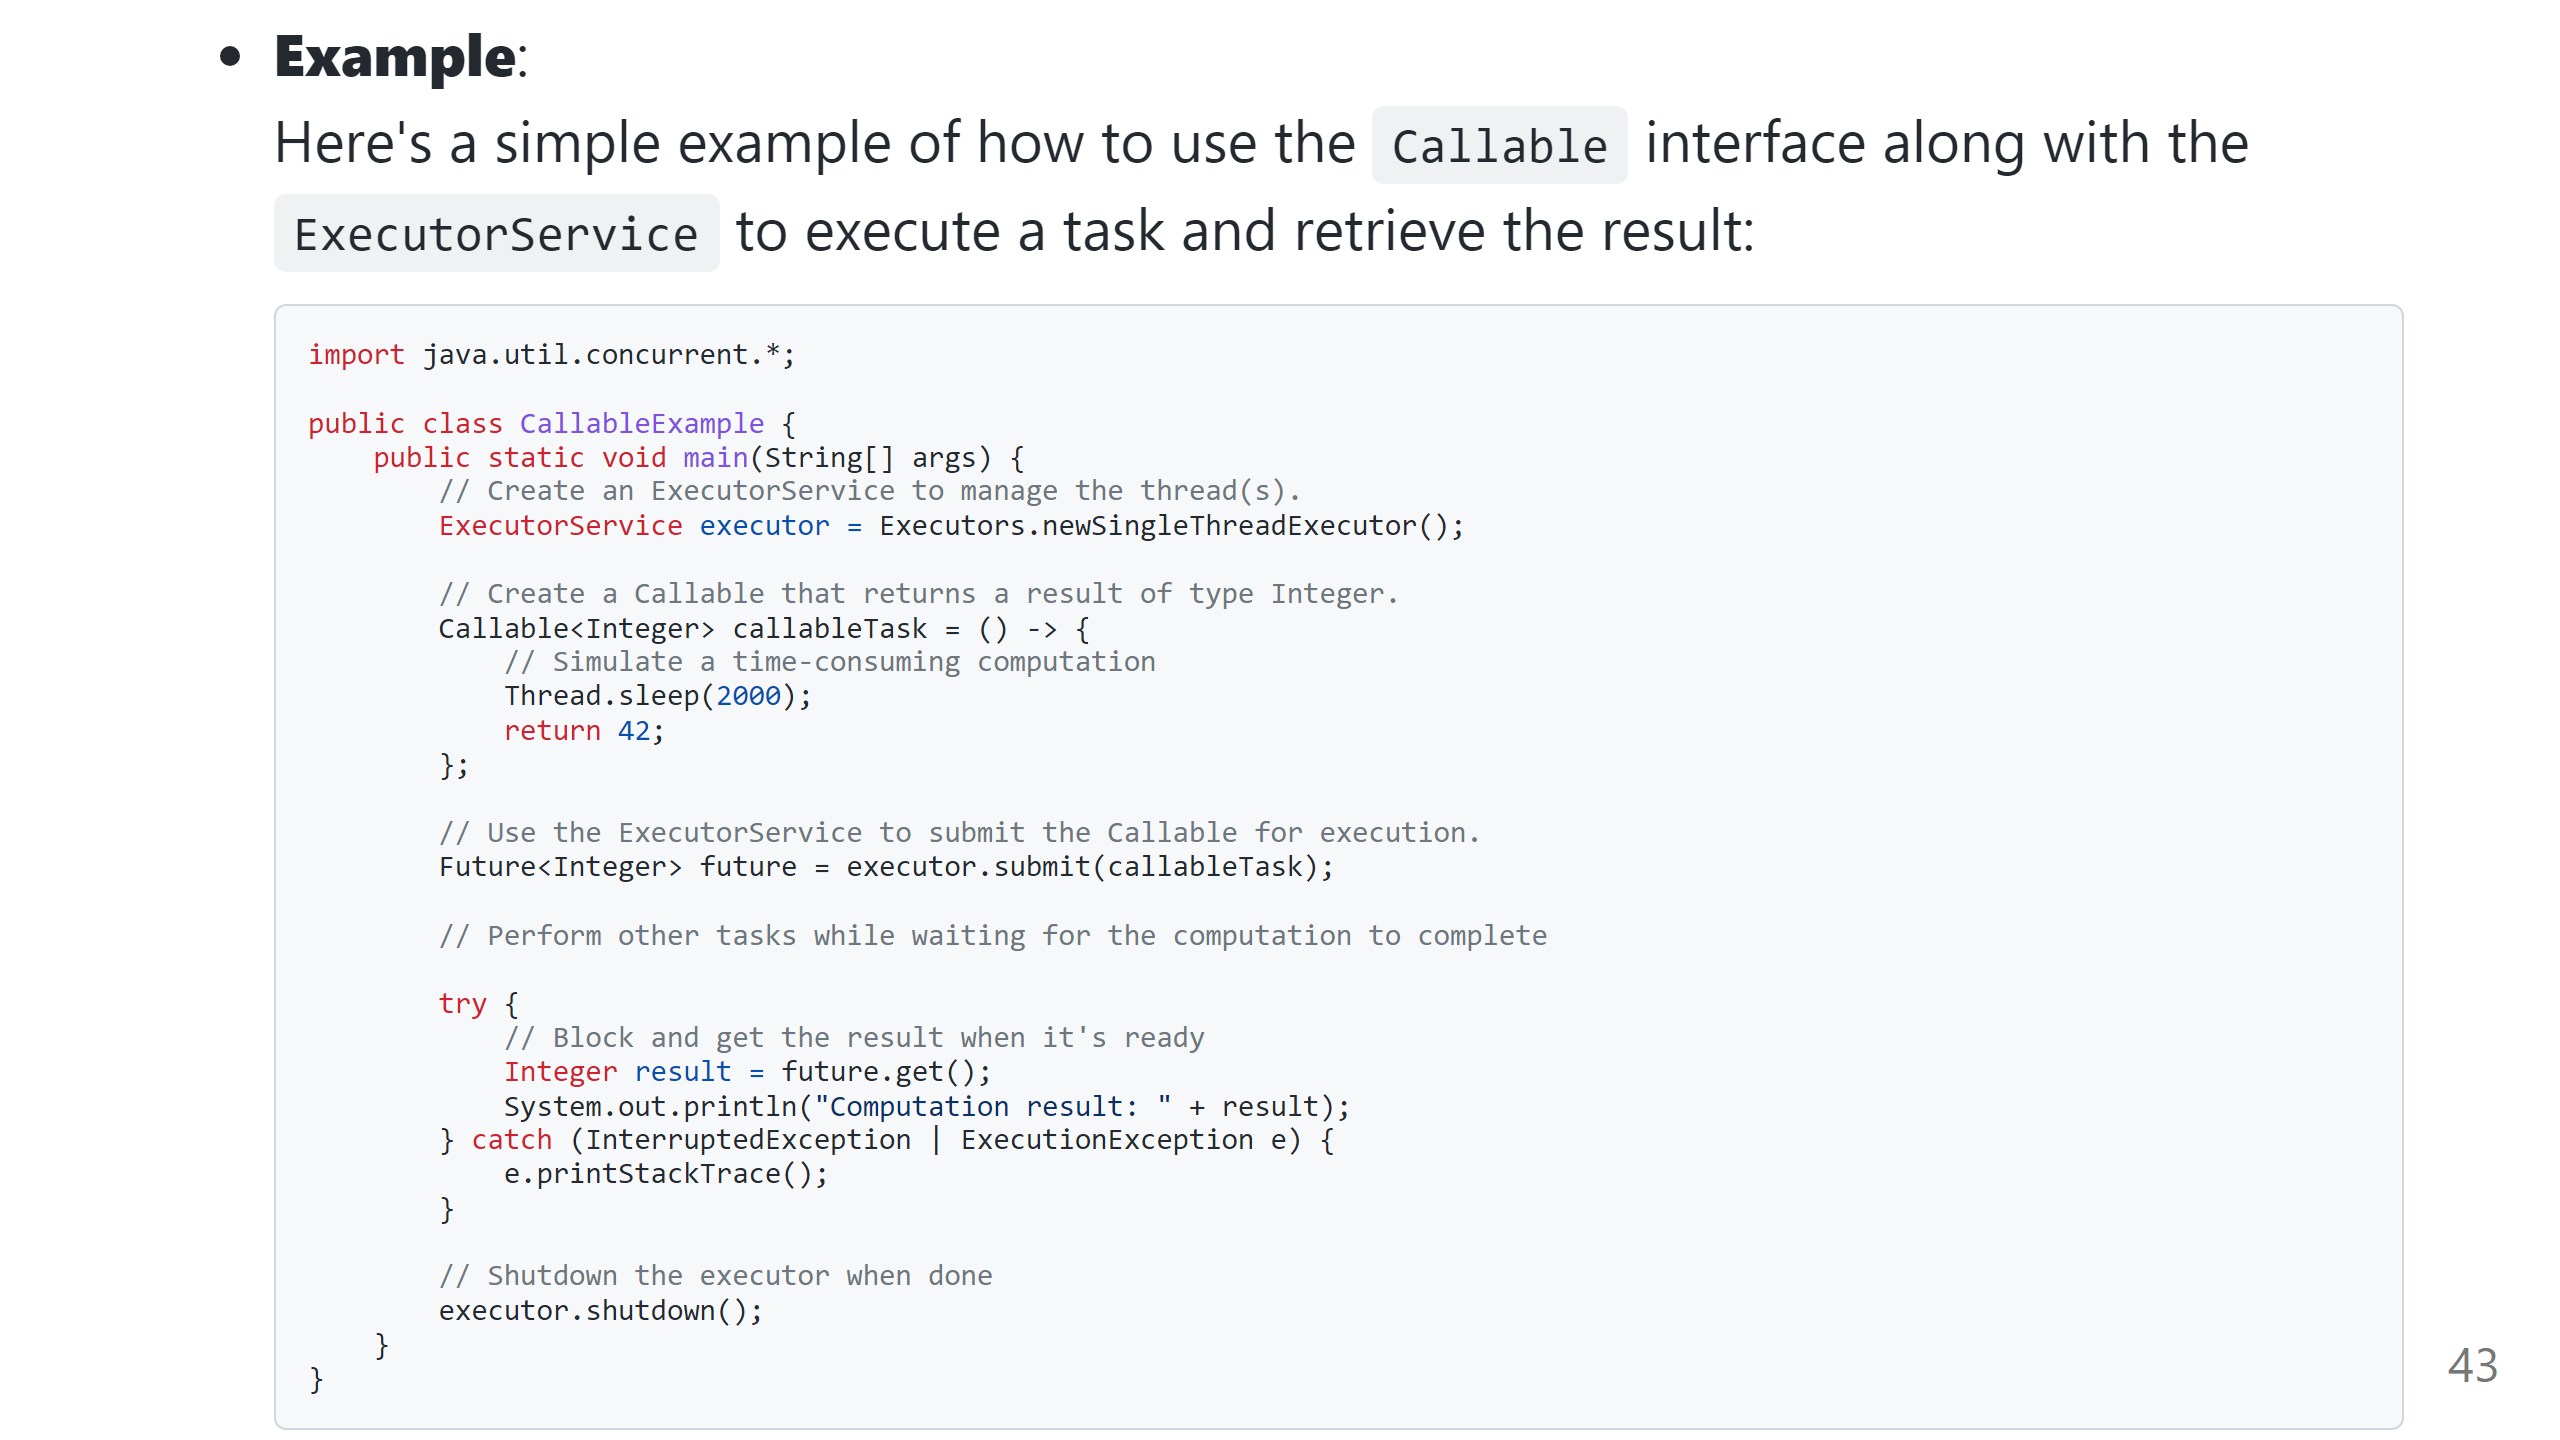 • Example:
Here's a simple example of how to use the Callable interface along with the
ExecutorService to execute a task and retrieve the result:
import java.util.concurrent.*;

public class CallableExample {
    public static void main(String[] args) {
        // Create an ExecutorService to manage the thread(s).
        ExecutorService executor = Executors.newSingleThreadExecutor();

        // Create a Callable that returns a result of type Integer.
        Callable<Integer> callableTask = () -> {
            // Simulate a time-consuming computation
            Thread.sleep(2000);
            return 42;
        };

        // Use the ExecutorService to submit the Callable for execution.
        Future<Integer> future = executor.submit(callableTask);

        // Perform other tasks while waiting for the computation to complete

        try {
            // Block and get the result when it's ready
            Integer result = future.get();
            System.out.println("Computation result: " + result);
        } catch (InterruptedException | ExecutionException e) {
            e.printStackTrace();
        }

        // Shutdown the executor when done
        executor.shutdown();
    }
}
43